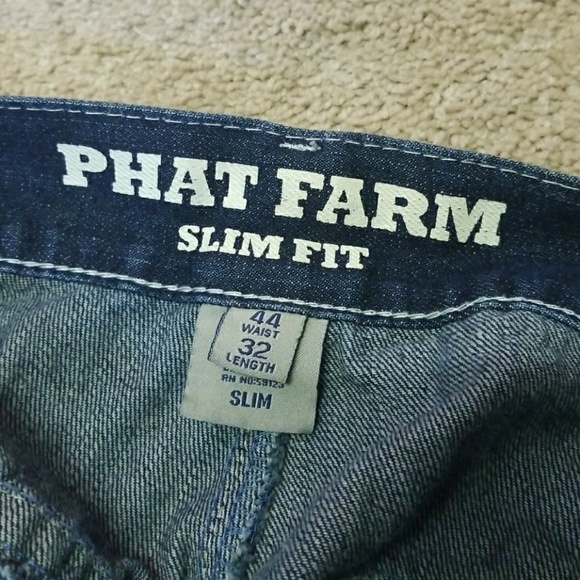 PHAT FARM
SLIM FIT
44
WAIST
32
LENGTH
RN NO:59123
SLIM